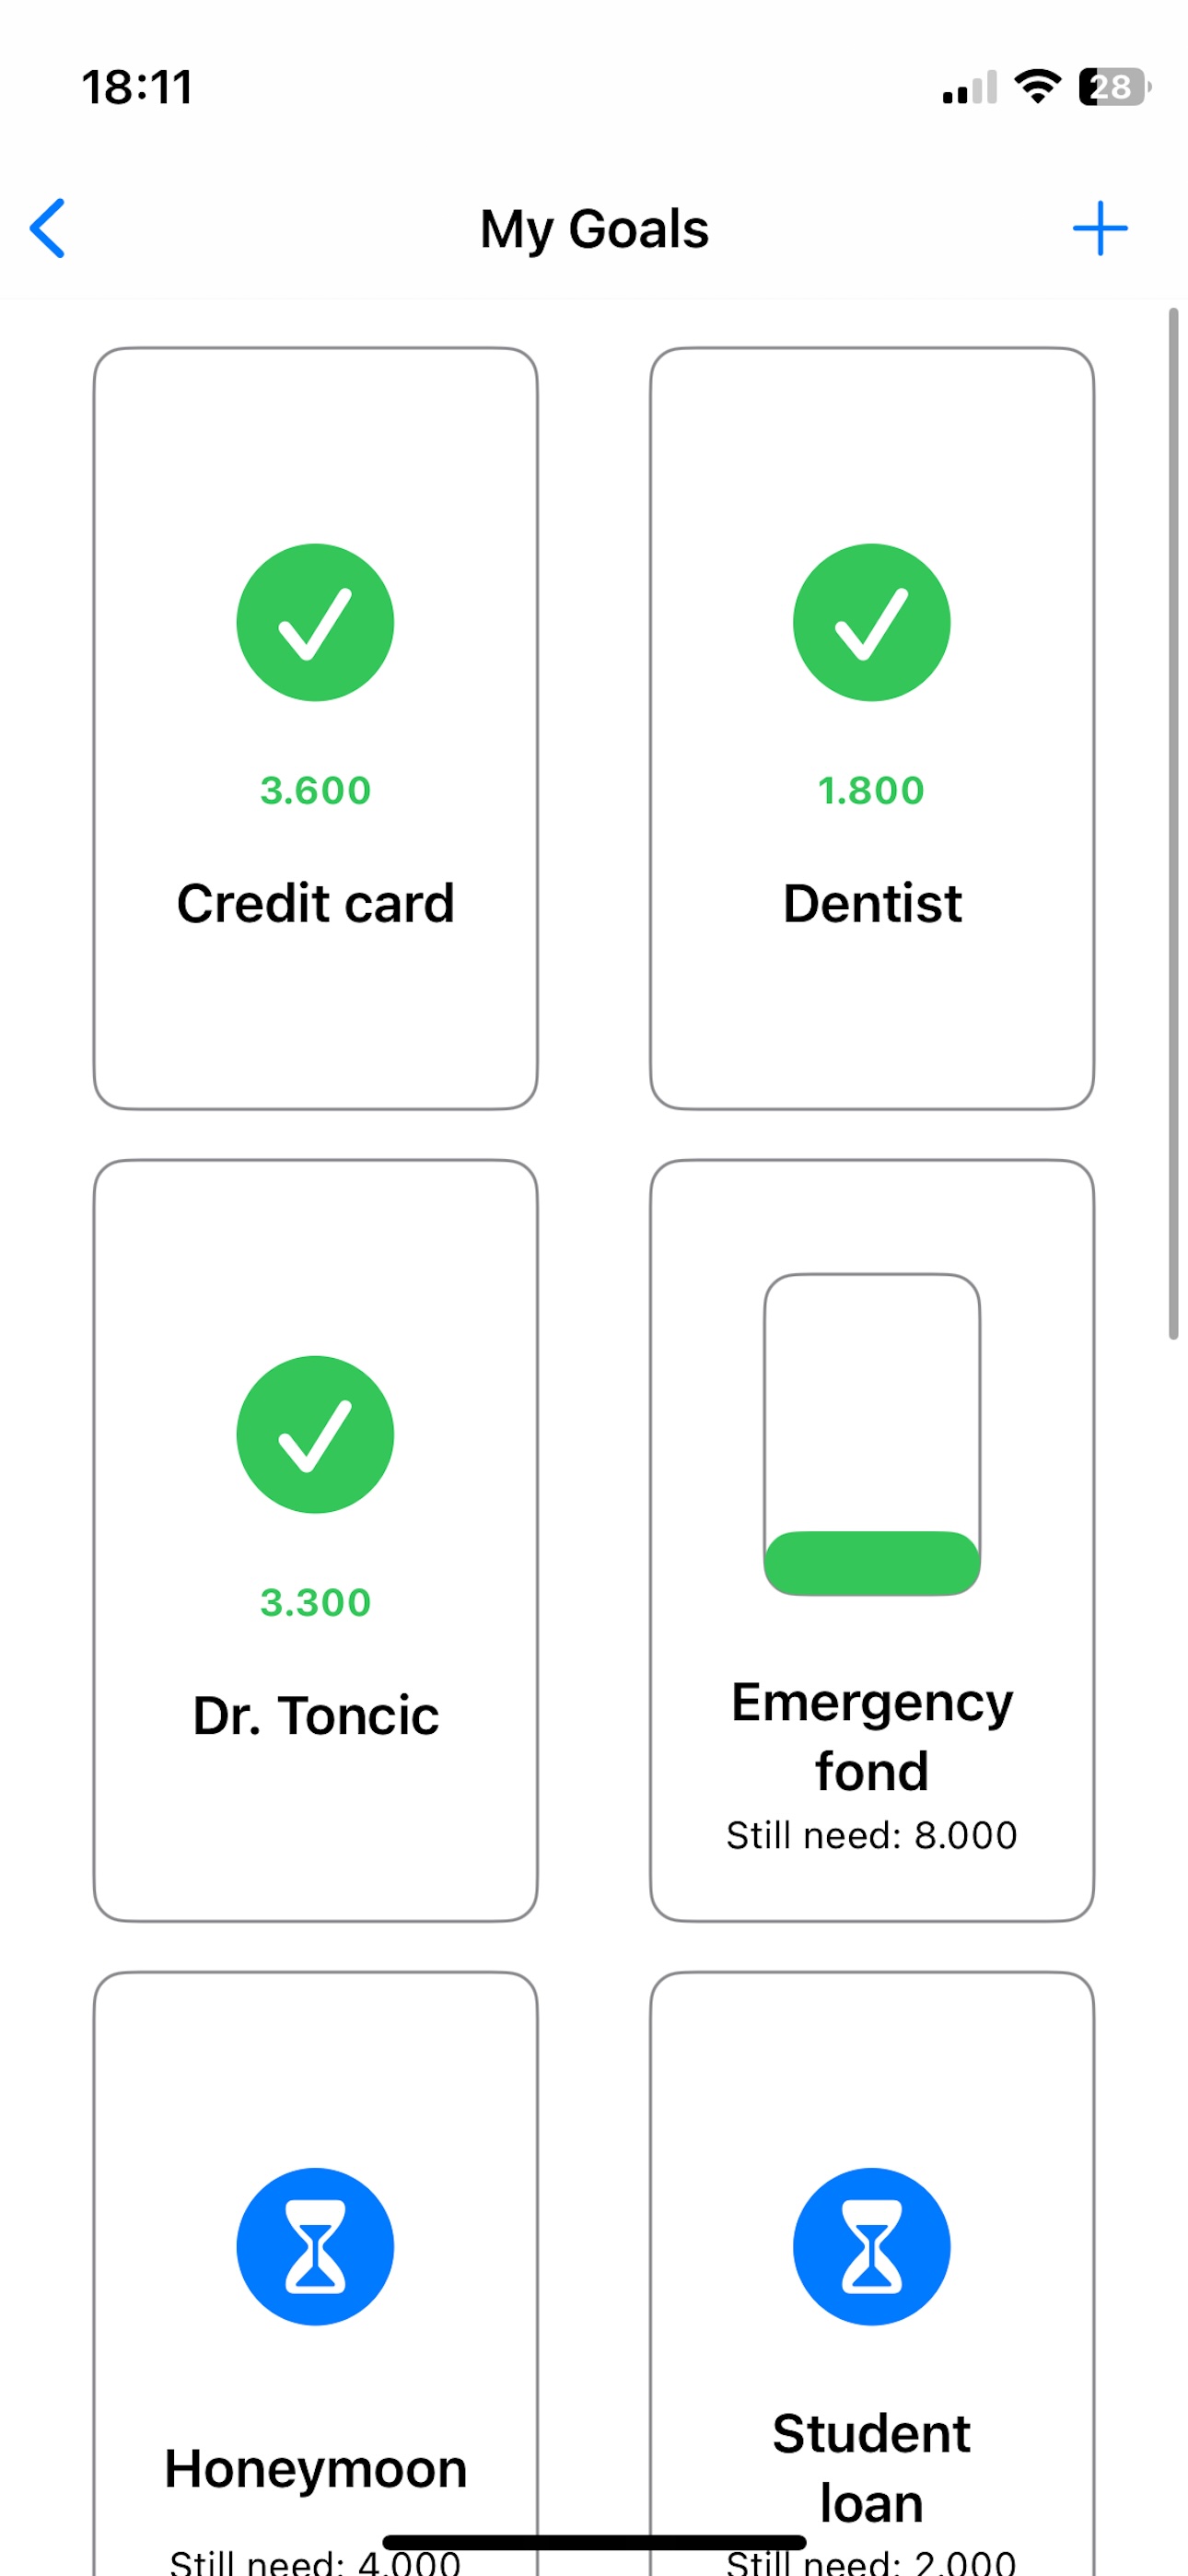 18:11
28
My Goals
3.600
Credit card
1.800
Dentist
3.300
Dr. Toncic
Emergency
fond
Still need: 8.000
Honeymoon
Still need: 4.000
Student
loan
Still need: 2.000